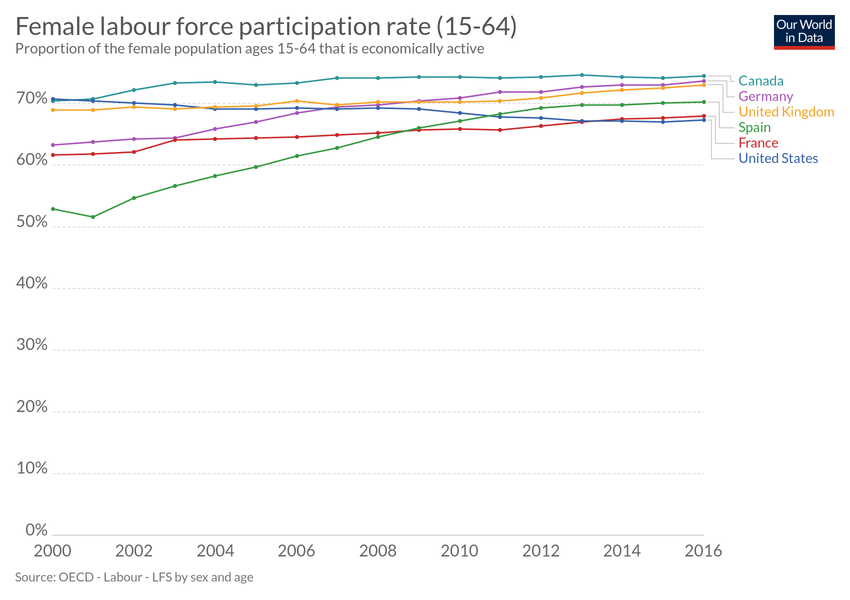 Female labour force participation rate (15-64)
Proportion of the female population ages 15-64 that is economically active
Our World
in Data
70%
60%
50%
40%
30%
20%
10%
0%
Canada
Germany
United Kingdom
Spain
France
United States
2000 2002 2004 2006 2008 2010 2012 2014 2016
Source: OECD - Labour - LFS by sex and age